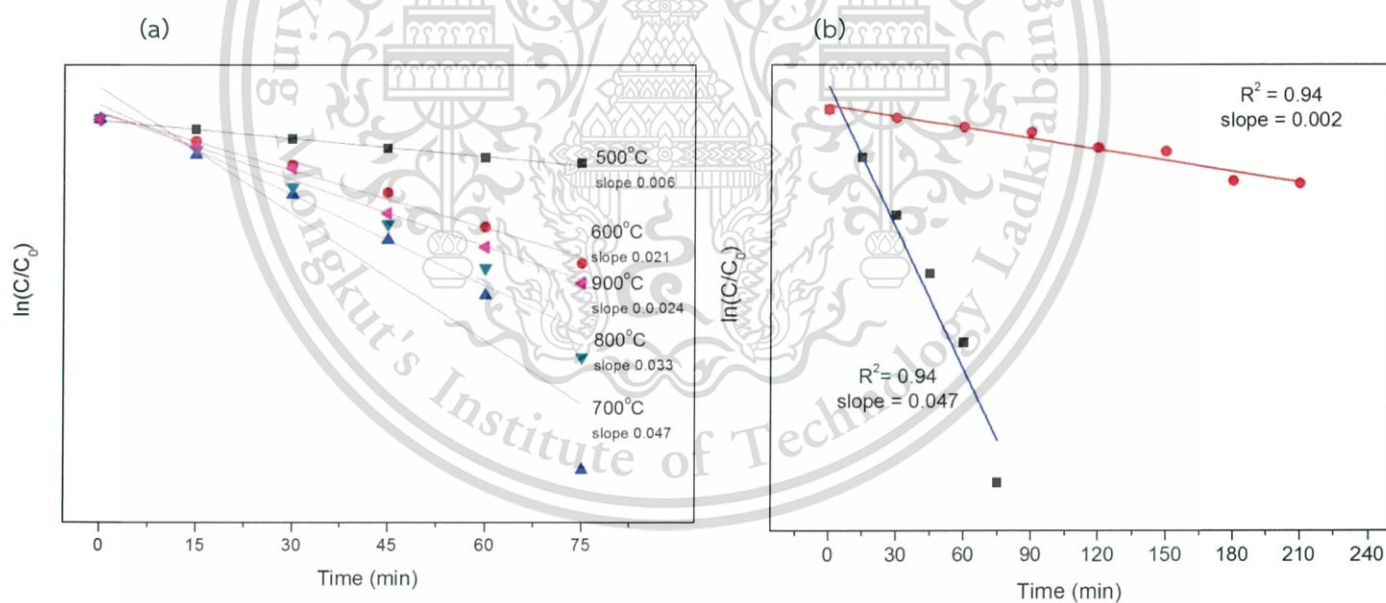 (a)
ln(C/C0)
500°C
slope 0.006
600°C
slope 0.021
900°C
slope 0.0.024
800°C
slope 0.033
700°C
slope 0.047
0 15 30 45 60 75
Time (min)
(b)
ln(C/C0)
R² = 0.94
slope = 0.002
R² = 0.94
slope = 0.047
0 30 60 90 120 150 180 210 240
Time (min)
ongkut's Institute of Technology Ladkrabang